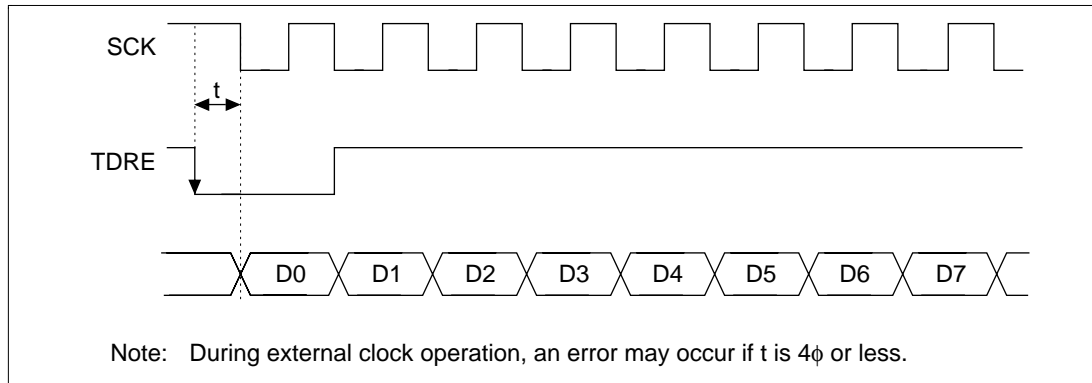 SCK
t
TDRE
D0 D1 D2 D3 D4 D5 D6 D7
Note: During external clock operation, an error may occur if t is 4ϕ or less.